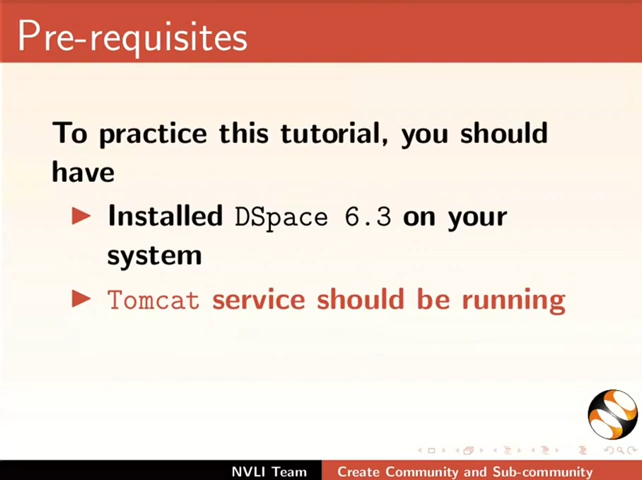 Pre-requisites
To practice this tutorial, you should
have
Installed DSpace 6.3 on your
system
Tomcat service should be running
NVLI Team
Create Community and Sub-community